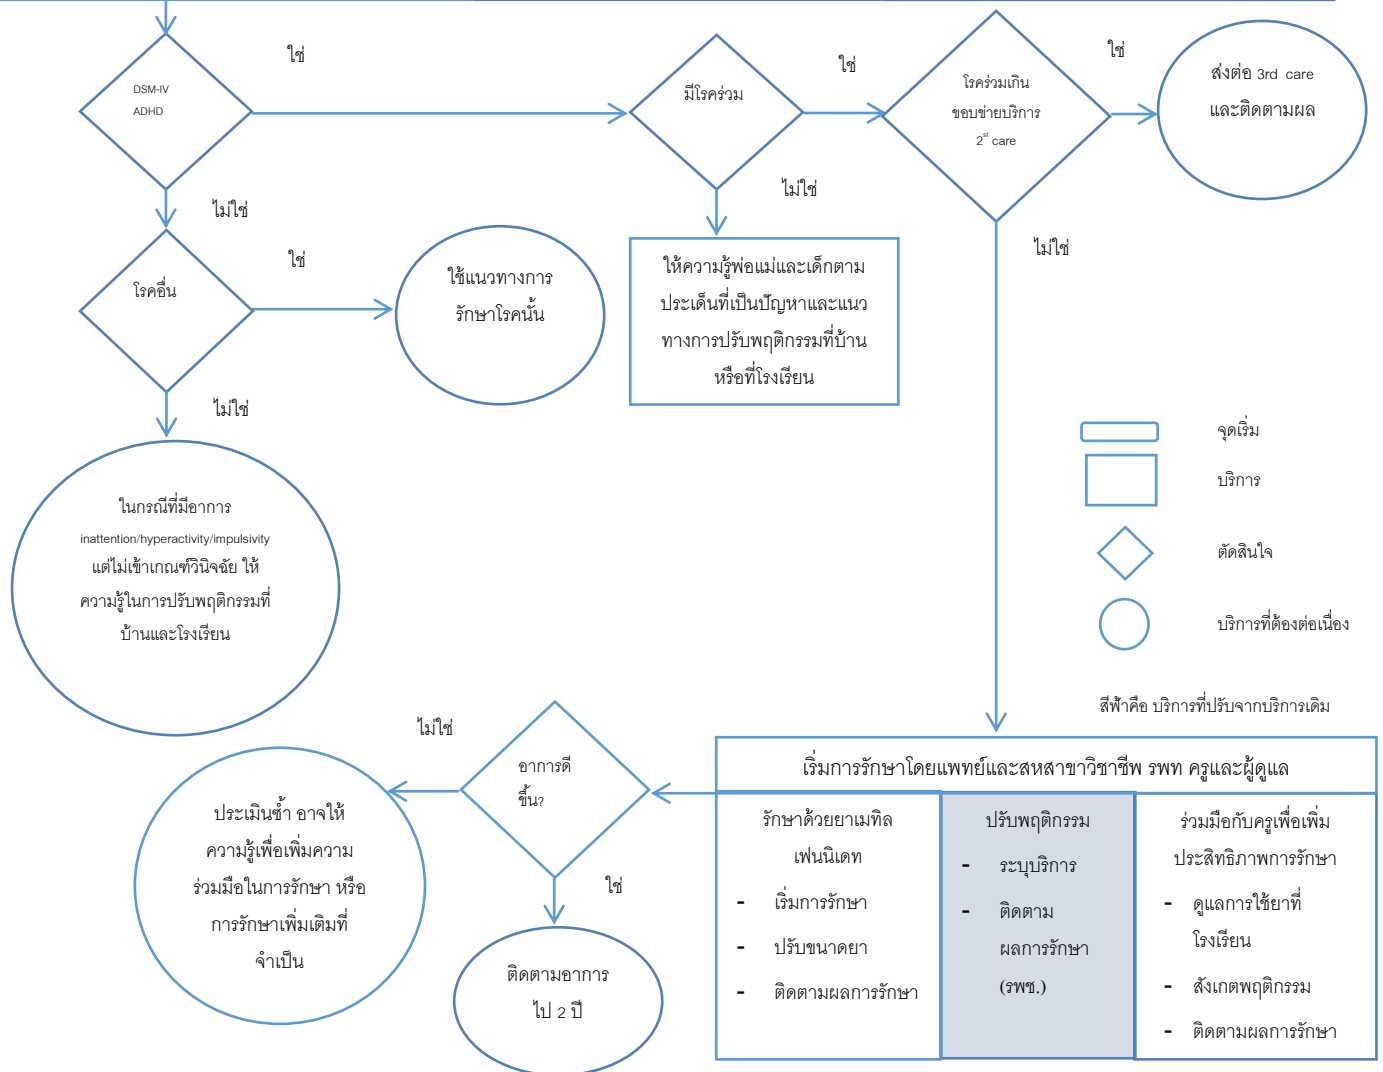 ใช่
DSM-IV
ADHD
ไม่ใช่
มีโรคร่วม
ใช่
ไม่ใช่
โรคร่วมเกิน
ขอบข่ายบริการ
2st care
ใช่
ไม่ใช่
ส่งต่อ 3rd care
และติดตามผล
โรคอื่น
ใช่
ไม่ใช่
ใช้แนวทางการ
รักษาโรคนั้น
ให้ความรู้พ่อแม่และเด็กตาม
ประเด็นที่เป็นปัญหาและแนว
ทางการปรับพฤติกรรมที่บ้าน
หรือที่โรงเรียน
ในกรณีที่มีอาการ
inattention/hyperactivity/impulsivity
แต่ไม่เข้าเกณฑ์วินิจฉัย ให้
ความรู้ในการปรับพฤติกรรมที่
บ้านและโรงเรียน
จุดเริ่ม
บริการ
ตัดสินใจ
บริการที่ต้องต่อเนื่อง
สีฟ้าคือ บริการที่ปรับจากบริการเดิม
เริ่มการรักษาโดยแพทย์และสหสาขาวิชาชีพ รพท ครูและผู้ดูแล
รักษาด้วยยาเมทิล
เฟนนิเดท
- เริ่มการรักษา
- ปรับขนาดยา
- ติดตามผลการรักษา
ปรับพฤติกรรม
- ระบุบริการ
- ติดตาม
ผลการรักษา
(รพช.)
ร่วมมือกับครูเพื่อเพิ่ม
ประสิทธิภาพการรักษา
- ดูแลการใช้ยาที่
โรงเรียน
- สังเกตพฤติกรรม
- ติดตามผลการรักษา
อาการดี
ขึ้น?
ไม่ใช่
ใช่
ประเมินซ้ำ อาจให้
ความรู้เพื่อเพิ่มความ
ร่วมมือในการรักษา หรือ
การรักษาเพิ่มเติมที่
จำเป็น
ติดตามอาการ
ไป 2 ปี